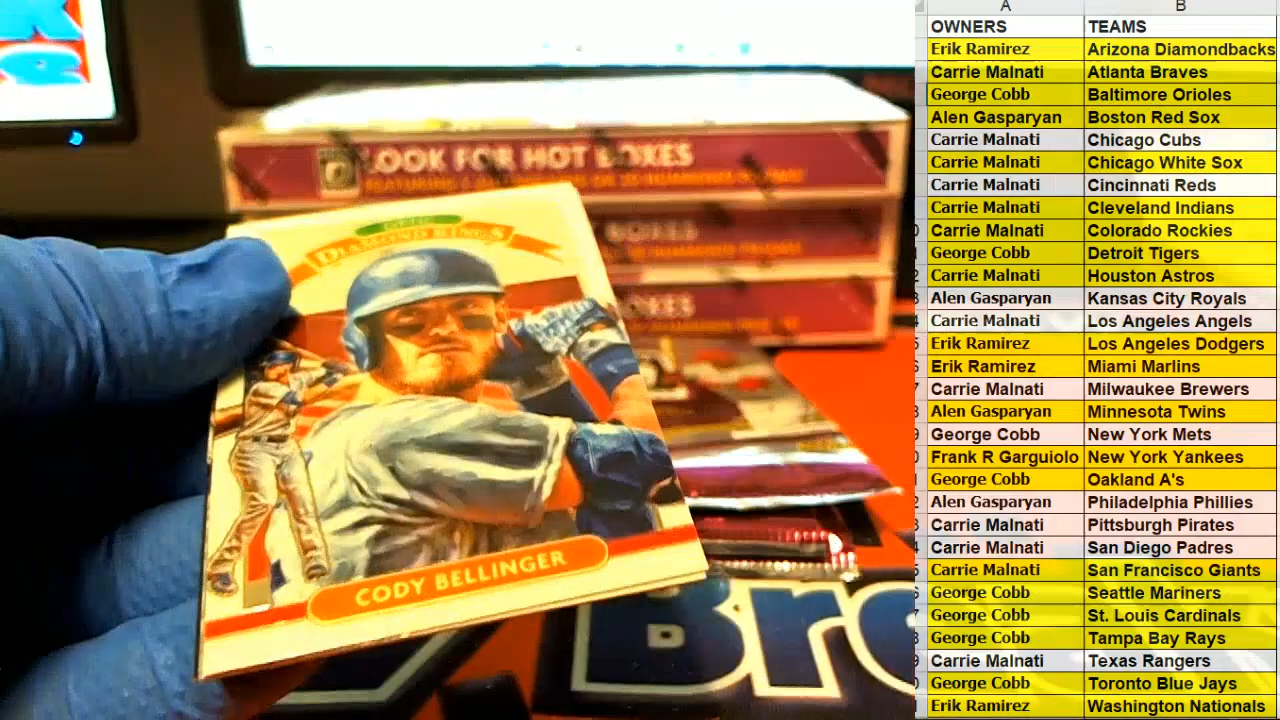 LOOK FOR HOT BOXES
BOXES
BOXES
DIAMOND KINGS
CODY BELLINGER
Bro
A B
OWNERS TEAMS
Erik Ramirez Arizona Diamondbacks
Carrie Malnati Atlanta Braves
George Cobb Baltimore Orioles
Alen Gasparyan Boston Red Sox
Carrie Malnati Chicago Cubs
Carrie Malnati Chicago White Sox
Carrie Malnati Cincinnati Reds
Carrie Malnati Cleveland Indians
Carrie Malnati Colorado Rockies
George Cobb Detroit Tigers
Carrie Malnati Houston Astros
Alen Gasparyan Kansas City Royals
Carrie Malnati Los Angeles Angels
Erik Ramirez Los Angeles Dodgers
Erik Ramirez Miami Marlins
Carrie Malnati Milwaukee Brewers
Alen Gasparyan Minnesota Twins
George Cobb New York Mets
Frank R Garguiolo New York Yankees
George Cobb Oakland A's
Alen Gasparyan Philadelphia Phillies
Carrie Malnati Pittsburgh Pirates
Carrie Malnati San Diego Padres
Carrie Malnati San Francisco Giants
George Cobb Seattle Mariners
George Cobb St. Louis Cardinals
George Cobb Tampa Bay Rays
Carrie Malnati Texas Rangers
George Cobb Toronto Blue Jays
Erik Ramirez Washington Nationals